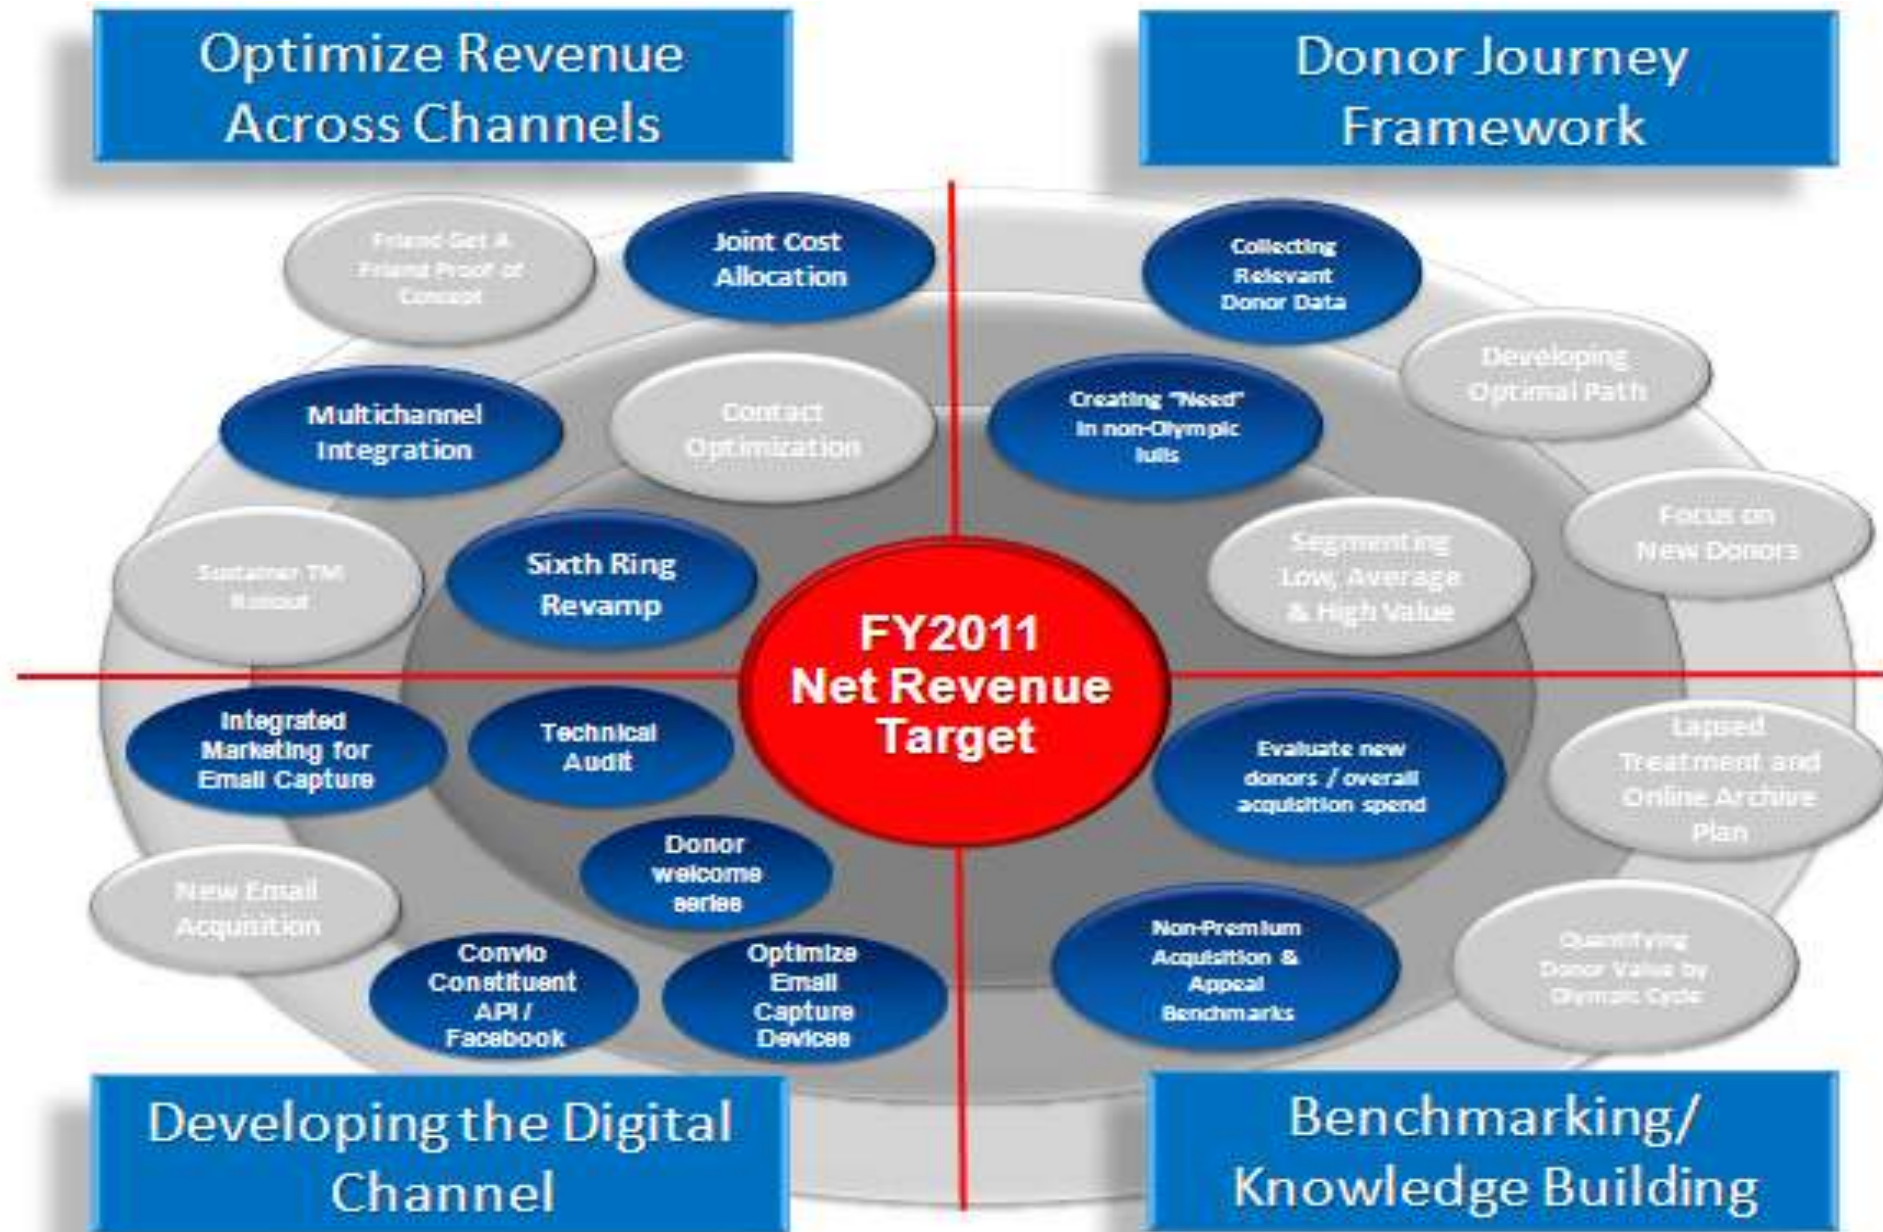 Optimize Revenue
Across Channels
Donor Journey
Framework
Friend Get A
Friend Proof of
Concept
Joint Cost
Allocation
Multichannel
Integration
Contact
Optimization
Sustainer TM
Rollout
Sixth Ring
Revamp
Collecting
Relevant
Donor Data
Developing
Optimal Path
Creating "Need"
in non-Olympic
lulls
Focus on
New Donors
Segmenting
Low, Average
& High Value
FY2011
Net Revenue
Target
Integrated
Marketing for
Email Capture
Technical
Audit
Donor
welcome
series
New Email
Acquisition
Convio
Constituent
API /
Facebook
Optimize
Email
Capture
Devices
Evaluate new
donors / overall
acquisition spend
Lapsed
Treatment and
Online Archive
Plan
Non-Premium
Acquisition &
Appeal
Benchmarks
Quantifying
Donor Value by
Olympic Cycle
Developing the Digital
Channel
Benchmarking/
Knowledge Building